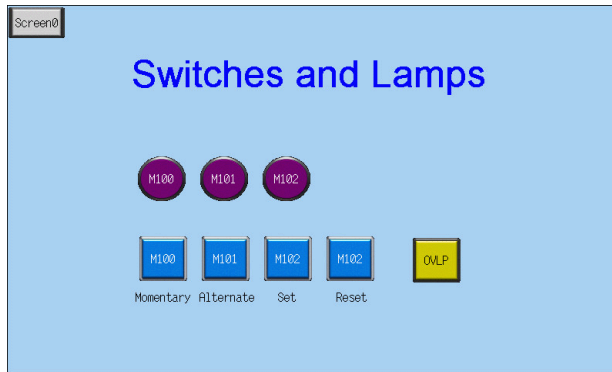 Screen0
Switches and Lamps
M100 M101 M102
M100 M101 M102 M102 OVLP
Momentary Alternate Set Reset